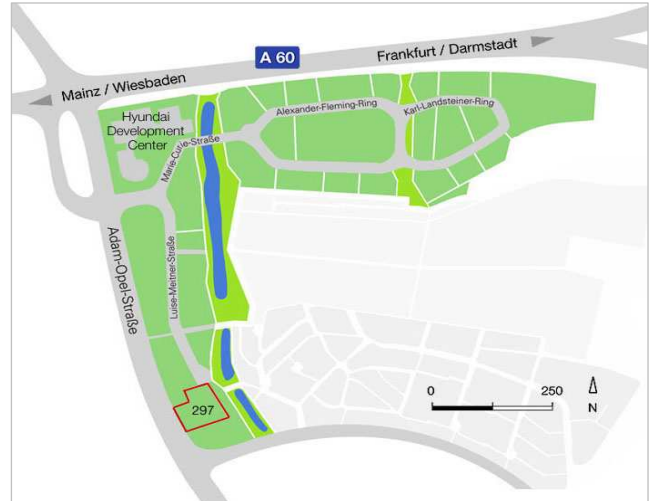 A 60
Frankfurt / Darmstadt
Mainz / Wiesbaden
Hyundai
Development
Center
Alexander-Fleming-Ring
Karl-Landsteiner-Ring
Marie-Curie-Straße
Luise-Meitner-Straße
Adam-Opel-Straße
0 250
N
297